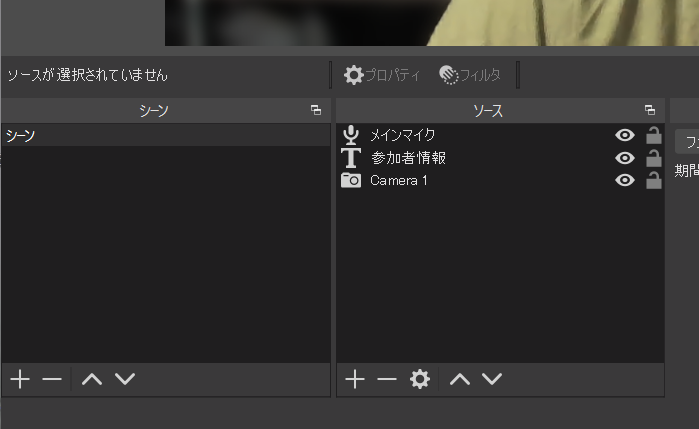 ソースが選択されていません
プロパティ
フィルタ
シーン
ソース
シーン
メインマイク
参加者情報
Camera 1
期間